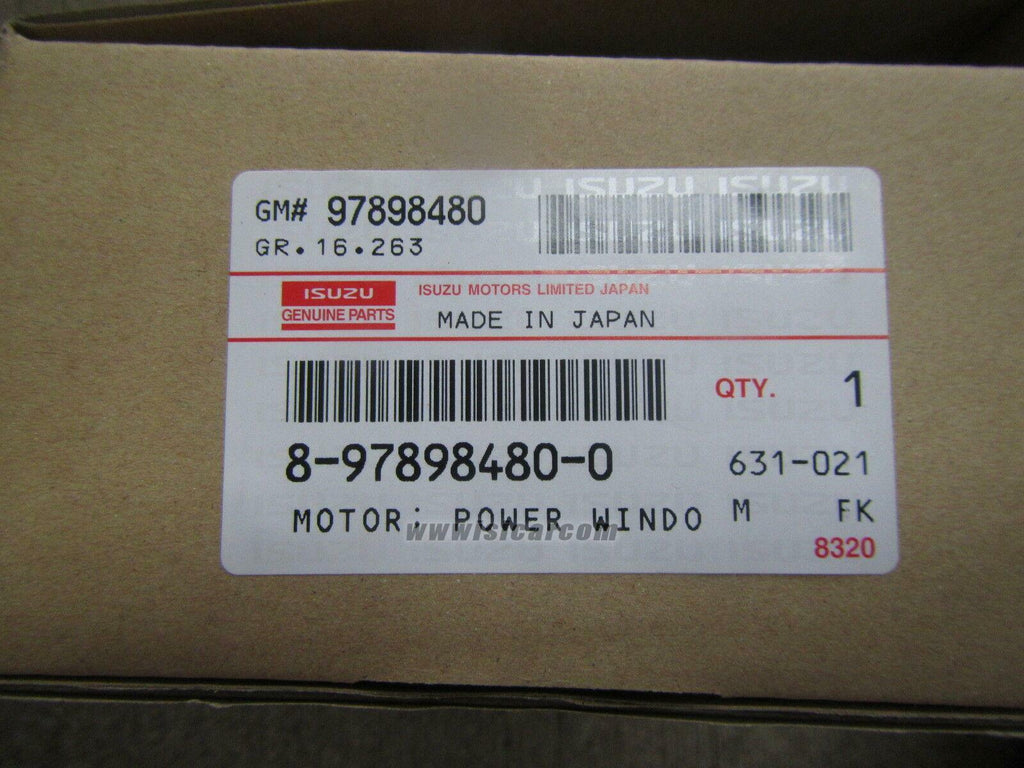 GM# 97898480
GR.16.263
ISUZU
GENUINE PARTS
ISUZU MOTORS LIMITED JAPAN
MADE IN JAPAN
QTY. 1
8-97898480-0
631-021
MOTOR; POWER WINDO
M FK
www.isicar.com
8320